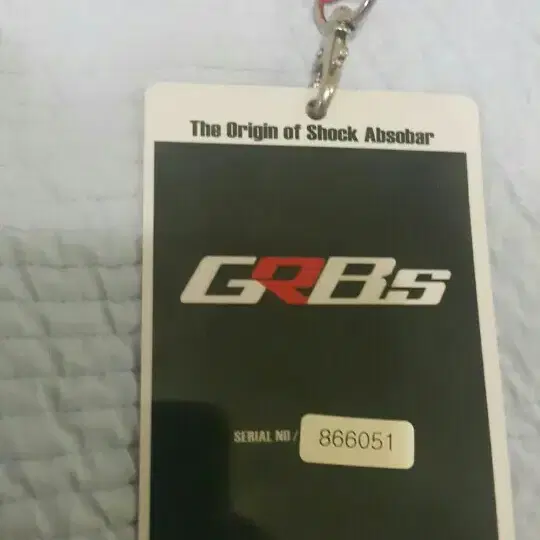 The Origin of Shock Absobar
GRBs
SERIAL NO / 866051